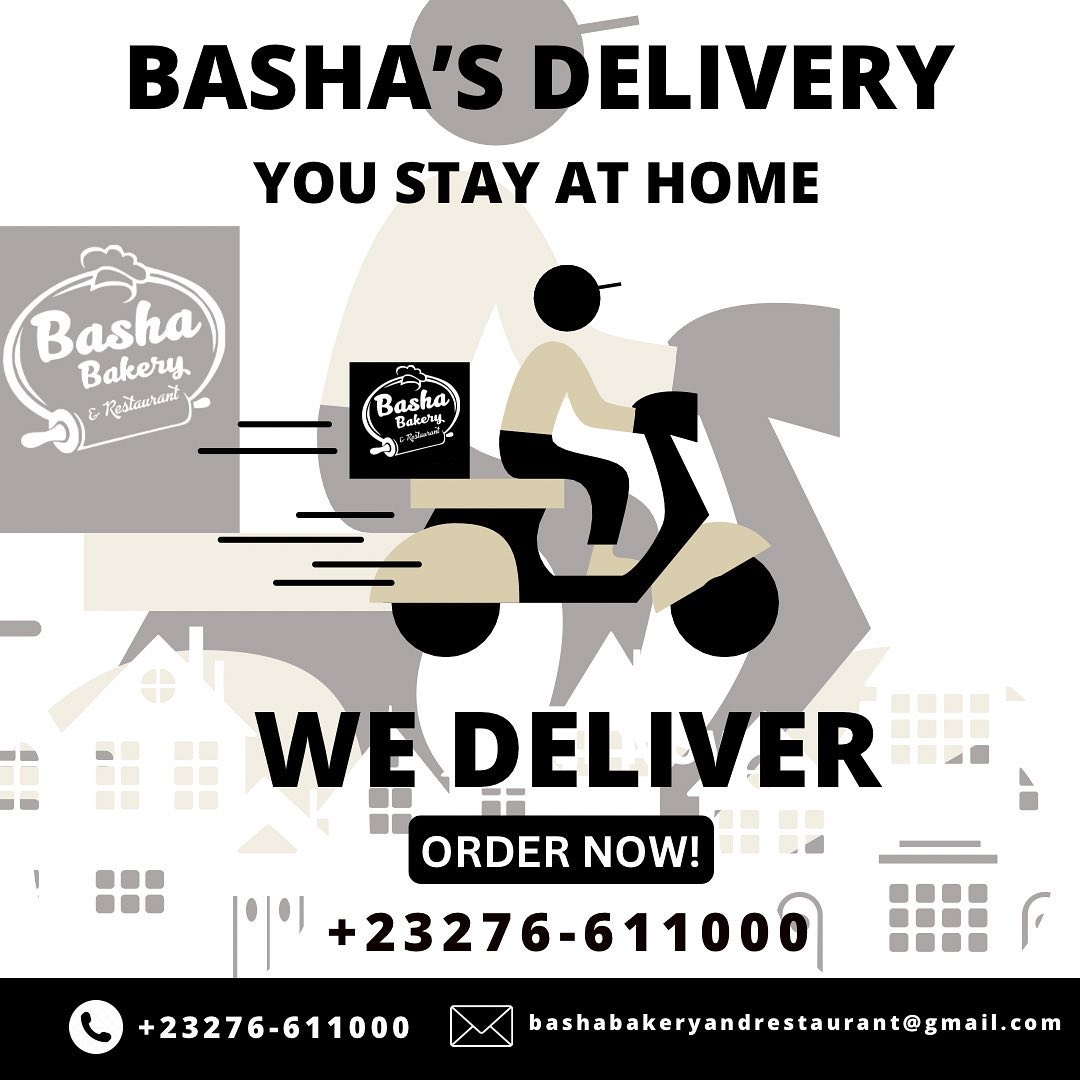 BASHA'S DELIVERY
YOU STAY AT HOME
Basha
Bakery
& Restaurant
Basha
Bakery
& Restaurant
WE DELIVER
ORDER NOW!
+23276-611000
+23276-611000
bashabakeryandrestaurant@gmail.com